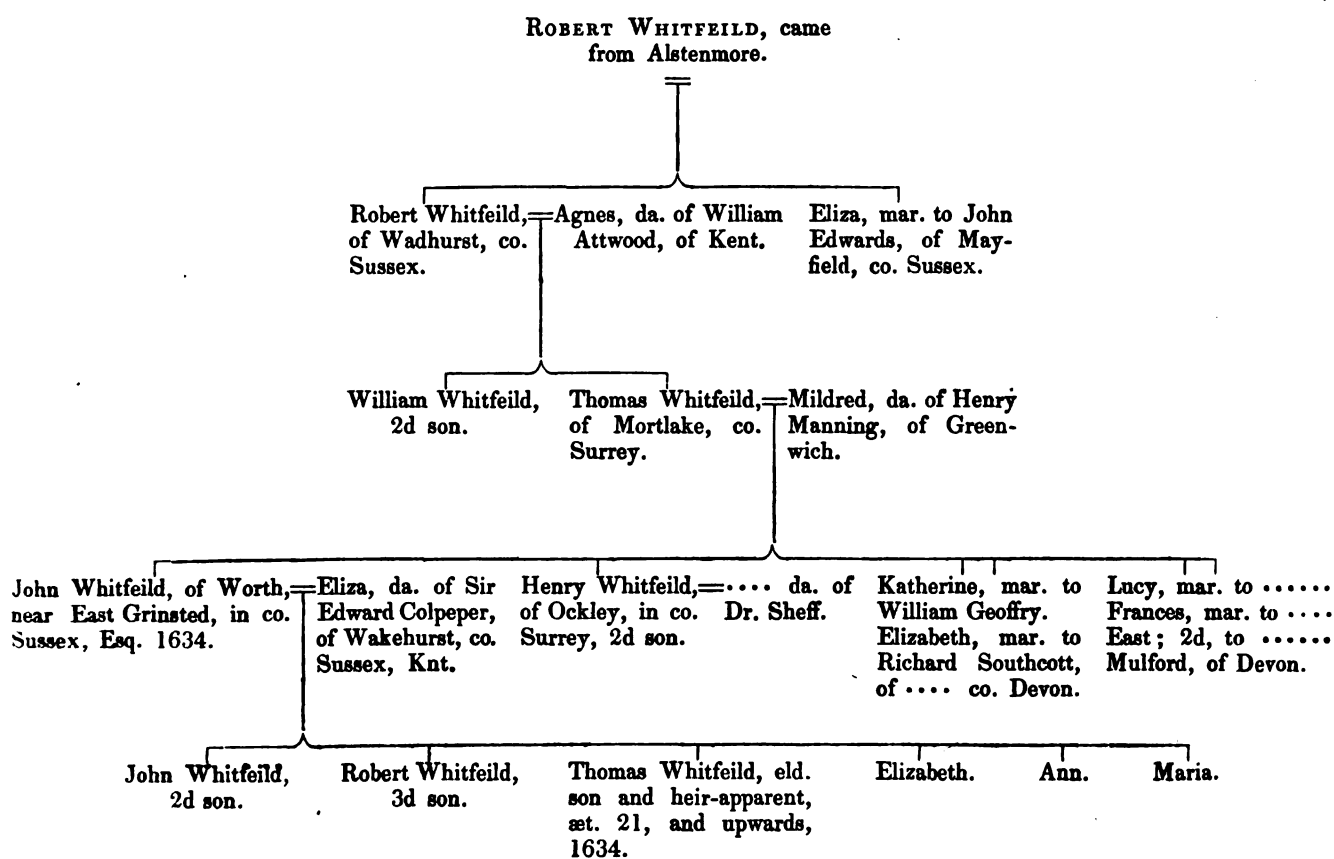 ROBERT WHITFEILD, came
from Alstenmore.
Robert Whitfeild,
of Wadhurst, co.
Sussex.
Agnes, da. of William
Attwood, of Kent.
Eliza, mar. to John
Edwards, of May-
field, co. Sussex.
William Whitfeild,
2d son.
Thomas Whitfeild,
of Mortlake, co.
Surrey.
Mildred, da. of Henry
Manning, of Green-
wich.
John Whitfeild, of Worth,
near East Grinsted, in co.
Sussex, Esq. 1634.
Eliza, da. of Sir
Edward Colpeper,
of Wakehurst, co.
Sussex, Knt.
Henry Whitfeild,
of Ockley, in co.
Surrey, 2d son.
···· da. of
Dr. Sheff.
Katherine, mar. to
William Geoffry.
Elizabeth, mar. to
Richard Southcott,
of ···· co. Devon.
Lucy, mar. to ······
Frances, mar. to ····
East; 2d, to ······
Mulford, of Devon.
John Whitfeild,
2d son.
Robert Whitfeild,
3d son.
Thomas Whitfeild, eld.
son and heir-apparent,
æt. 21, and upwards,
1634.
Elizabeth.
Ann.
Maria.